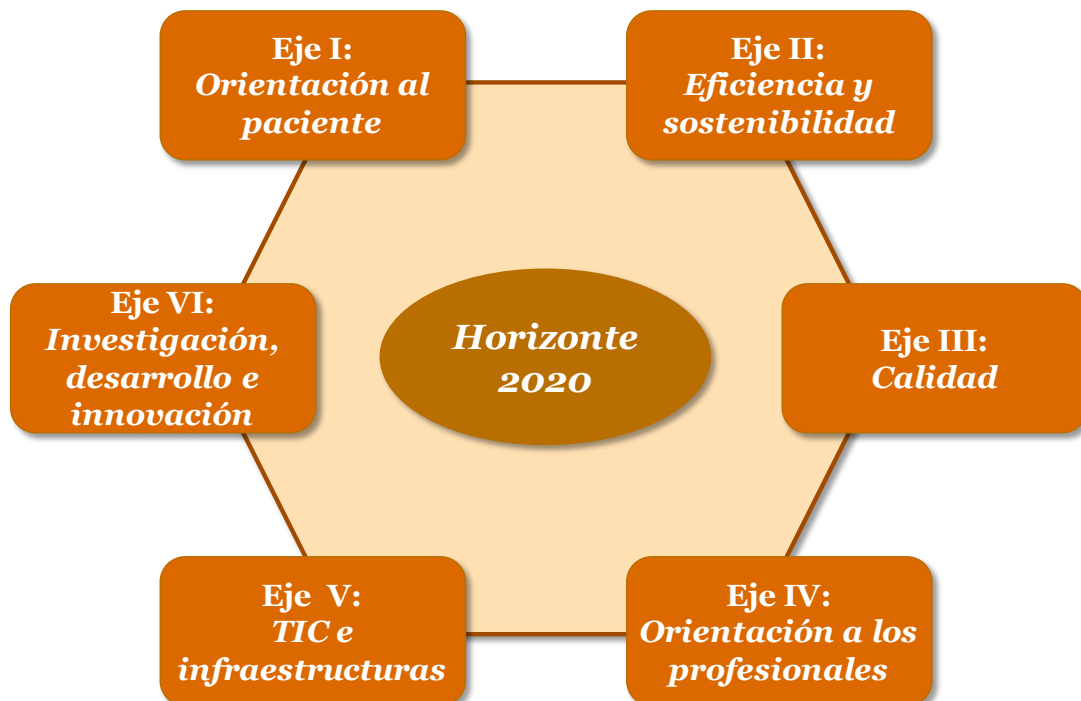 Eje I:
Orientación al
paciente
Eje II:
Eficiencia y
sostenibilidad
Eje VI:
Investigación,
desarrollo e
innovación
Horizonte
2020
Eje III:
Calidad
Eje V:
TIC e
infraestructuras
Eje IV:
Orientación a los
profesionales